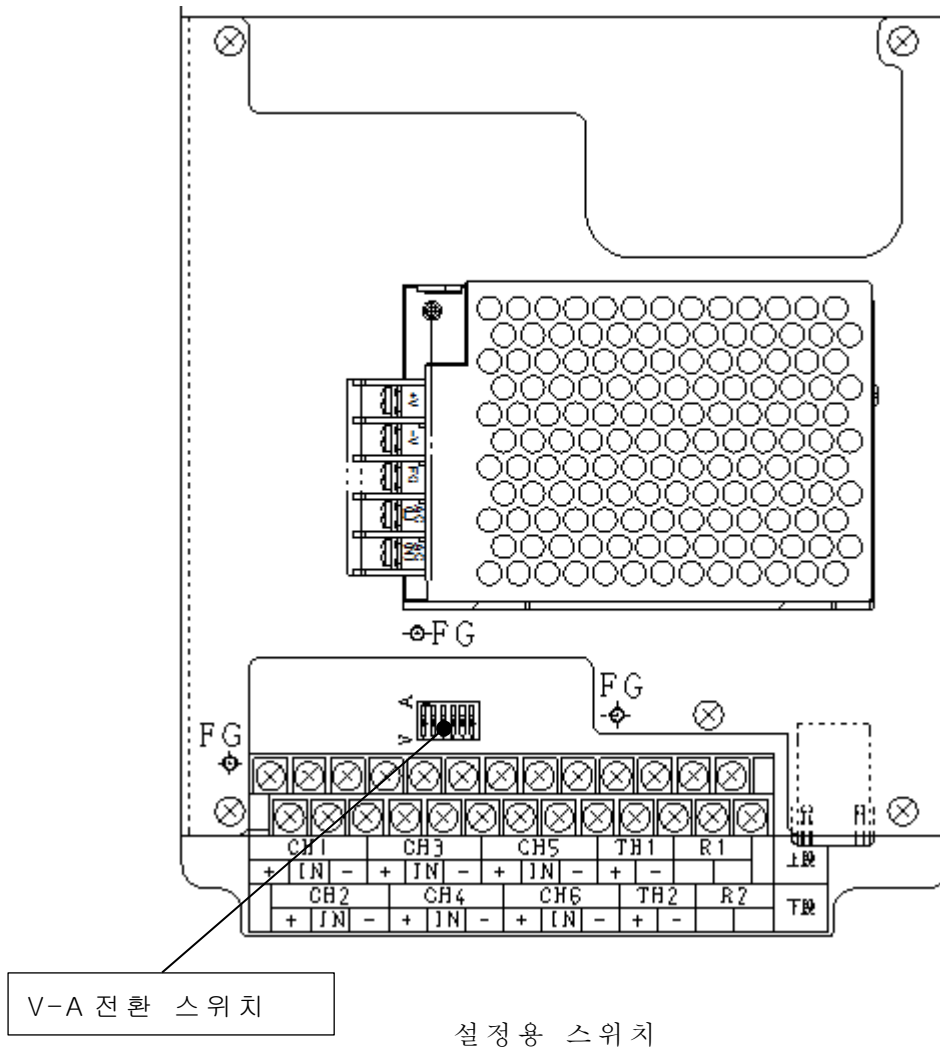 +V
-V
FG
FG
FG
FG
A
V
CH1 CH3 CH5 TH1 R1 上段
+ IN - + IN - + IN - + -
CH2 CH4 CH6 TH2 R2 下段
+ IN - + IN - + IN - + -
V-A 전환 스위치
설정용 스위치